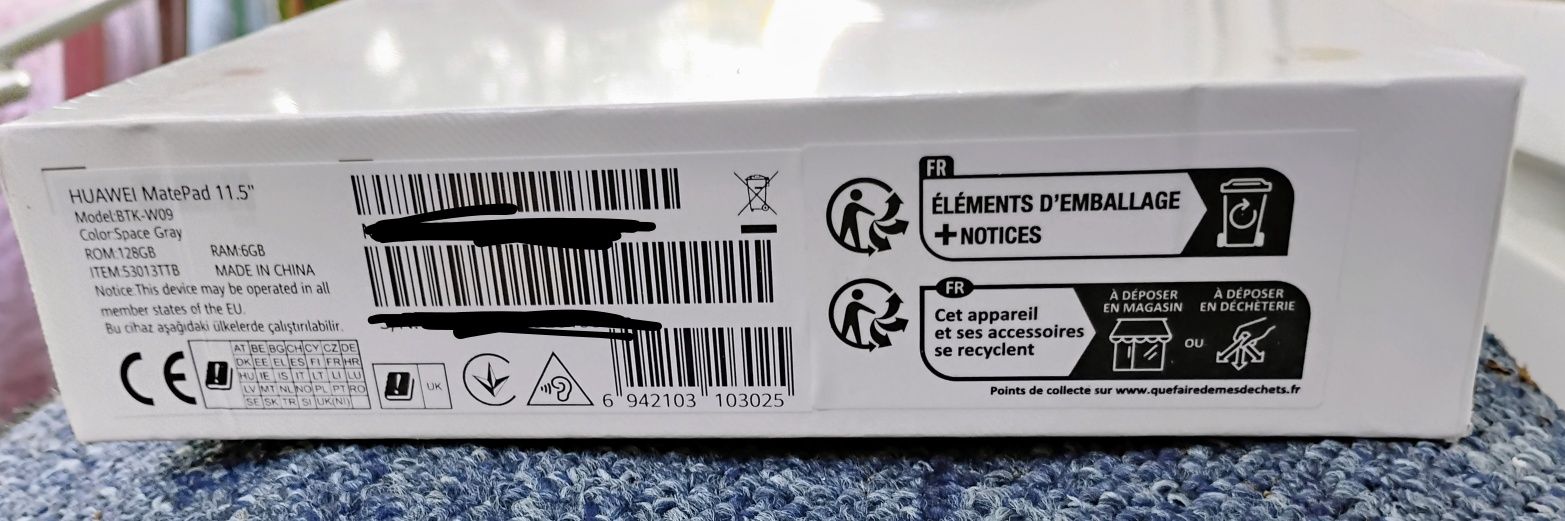 HUAWEI MatePad 11.5"
Model:BTK-W09
Color:Space Gray
ROM:128GB RAM:6GB
ITEM:53013TTB MADE IN CHINA
Notice:This device may be operated in all
member states of the EU.
Bu cihaz aşağıdaki ülkelerde çalıştırılabilir.
CE
AT BE BG CH CY CZ DE
DK EE EL ES FI FR HR
HU IE IS IT LT LI LU
LV MT NL NO PL PT RO
SE SK TR SI UK(NI)
UK
6 942103 103025
FR
ÉLÉMENTS D'EMBALLAGE
+ NOTICES
FR
Cet appareil
et ses accessoires
se recyclent
À DÉPOSER
EN MAGASIN
OU
À DÉPOSER
EN DÉCHÈTERIE
Points de collecte sur www.quefairedemesdechets.fr